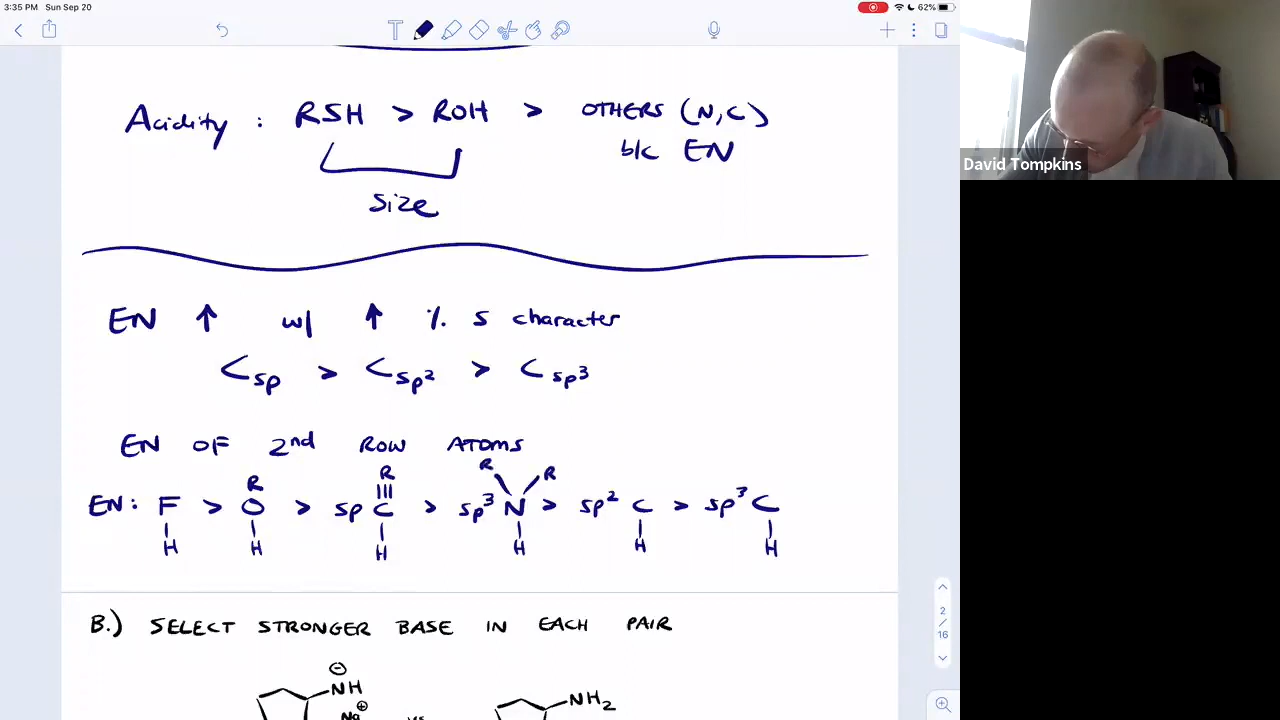 3:35 PM Sun Sep 20
62%
David Tompkins
Acidity : RSH > ROH > OTHERS (N, C)
b/c EN
size
EN ↑ w/ ↑ % s character
Csp > Csp2 > Csp3
EN OF 2nd ROW ATOMS
R R R
EN: F > O > sp C > sp3 N > sp2 C > sp3 C
H H H H H H
2
/
16
B.) SELECT STRONGER BASE IN EACH PAIR
⊖
NH
NH2
Na ⊕
vs